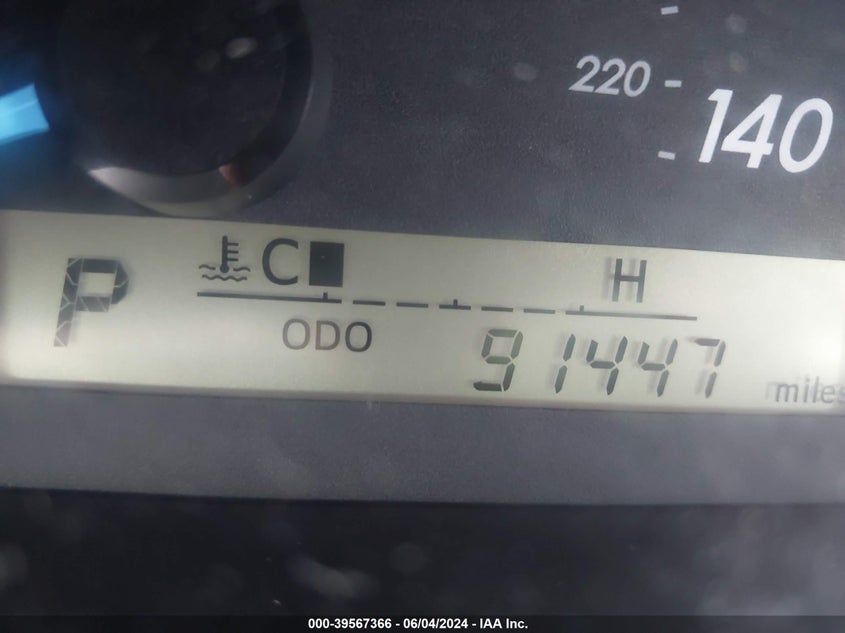 220
140
P C H
ODO 91447 miles
000-39567366 - 06/04/2024 - IAA Inc.